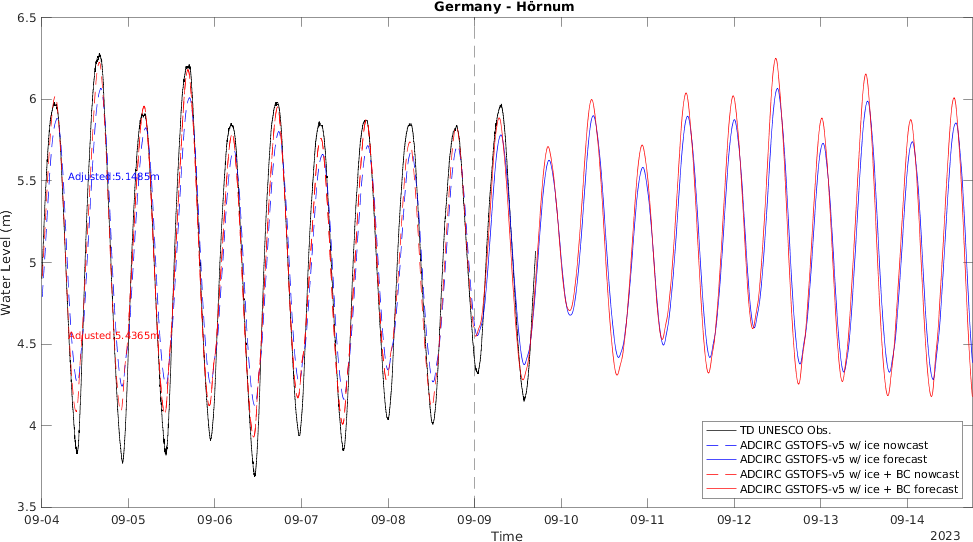 Germany - Hörnum
6.5
6
5.5
5
4.5
4
3.5
Water Level (m)
Adjusted:5.1485m
Adjusted:5.4365m
TD UNESCO Obs.
ADCIRC GSTOFS-v5 w/ ice nowcast
ADCIRC GSTOFS-v5 w/ ice forecast
ADCIRC GSTOFS-v5 w/ ice + BC nowcast
ADCIRC GSTOFS-v5 w/ ice + BC forecast
09-04 09-05 09-06 09-07 09-08 09-09 09-10 09-11 09-12 09-13 09-14
Time
2023